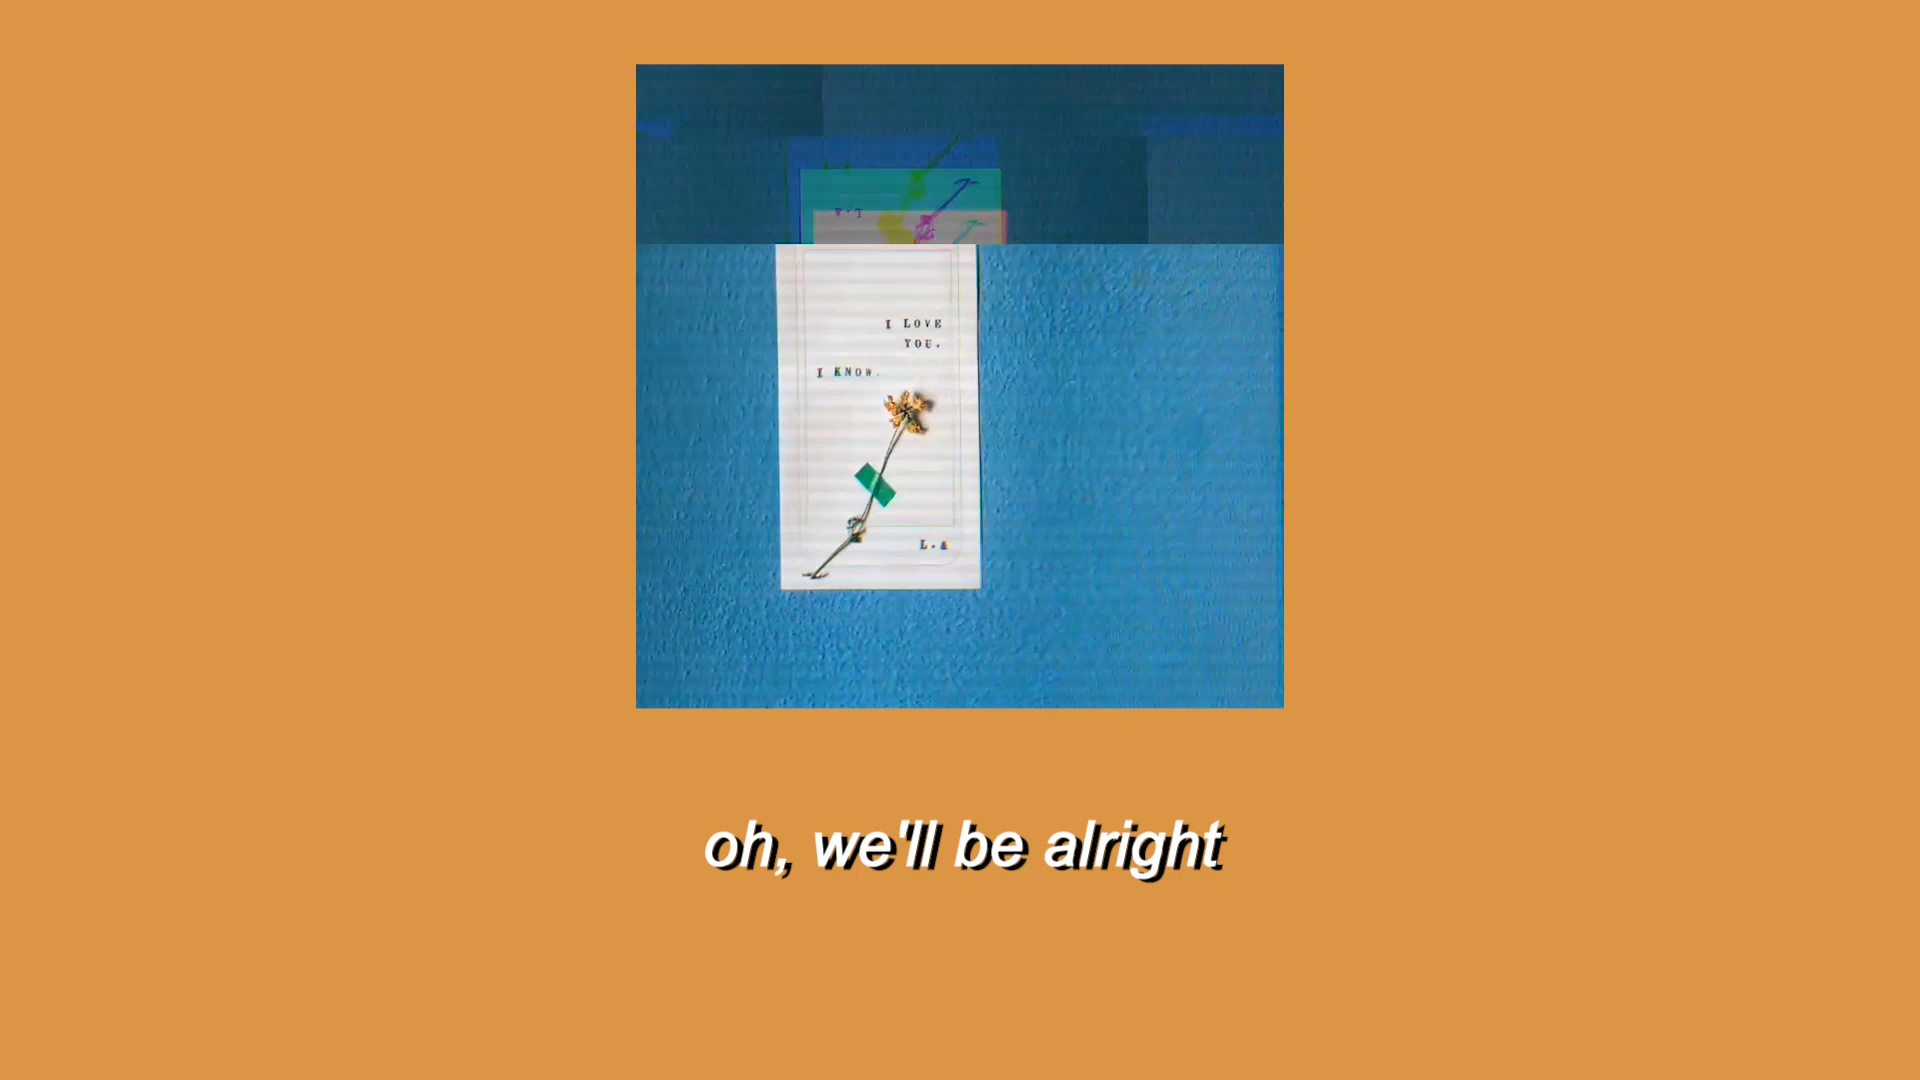 I LOVE
YOU.
I KNOW.
L.&
oh, we'll be alright